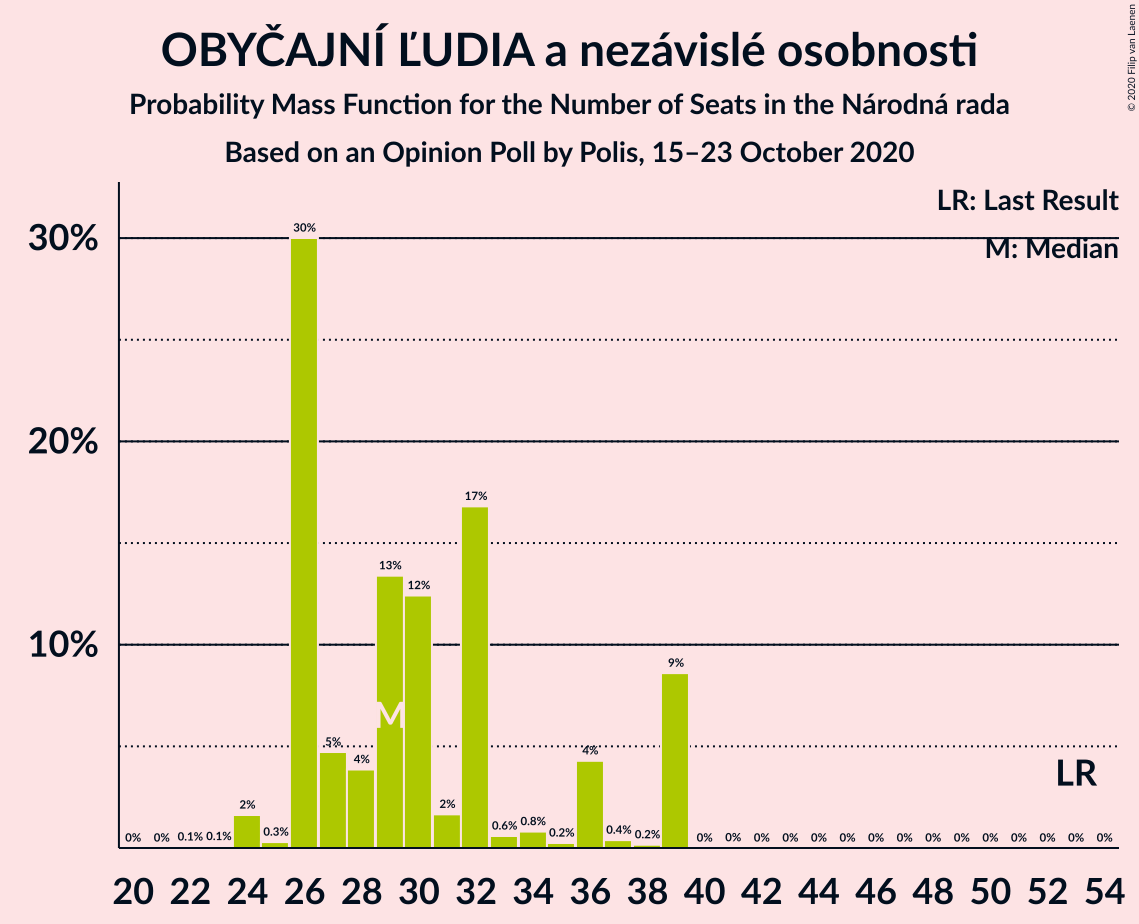 OBYČAJNÍ ĽUDIA a nezávislé osobnosti
Probability Mass Function for the Number of Seats in the Národná rada
Based on an Opinion Poll by Polis, 15–23 October 2020
© 2020 Filip van Laenen
LR: Last Result
M: Median
30%
20%
10%
0% 0% 0.1% 0.1% 2% 0.3% 30% 5% 4% 13% 12% 2% 17% 0.6% 0.8% 0.2% 4% 0.4% 0.2% 9% 0% 0% 0% 0% 0% 0% 0% 0% 0% 0% 0% 0% 0% 0% 0%
M
LR
20 22 24 26 28 30 32 34 36 38 40 42 44 46 48 50 52 54